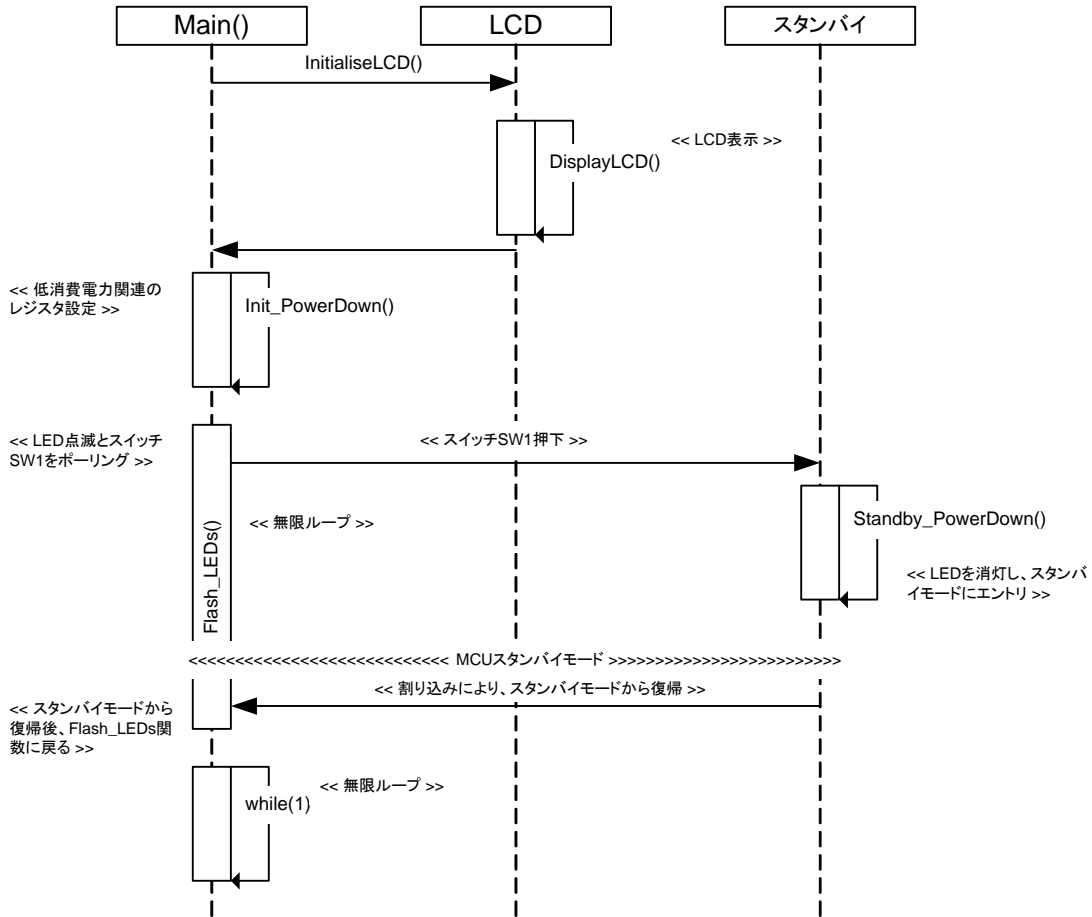 Main()
LCD
スタンバイ
InitialiseLCD()
<< LCD表示 >>
DisplayLCD()
<< 低消費電力関連の
レジスタ設定 >>
Init_PowerDown()
<< LED点滅とスイッチ
SW1をポーリング >>
<< スイッチSW1押下 >>
Flash_LEDs()
<< 無限ループ >>
Standby_PowerDown()
<< LEDを消灯し、スタンバ
イモードにエントリ >>
<<<<<<<<<<<<<<<<<<<<<<<<<<<< MCUスタンバイモード >>>>>>>>>>>>>>>>>>>>>>>>>
<< 割り込みにより、スタンバイモードから復帰 >>
<< スタンバイモードから
復帰後、Flash_LEDs関
数に戻る >>
<< 無限ループ >>
while(1)